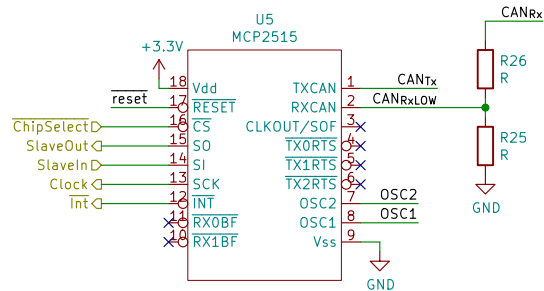 U5
MCP2515
+3.3V
18 Vdd TXCAN 1 CANTx
reset 17 RESET RXCAN 2 CANRxLOW
ChipSelect 16 CS CLKOUT/SOF 3
SlaveOut 15 SO TX0RTS 4
SlaveIn 14 SI TX1RTS 5
Clock 13 SCK TX2RTS 6
Int 12 INT OSC2 7 OSC2
11 RX0BF OSC1 8 OSC1
10 RX1BF Vss 9
GND
CANRx
R26
R
R25
R
GND